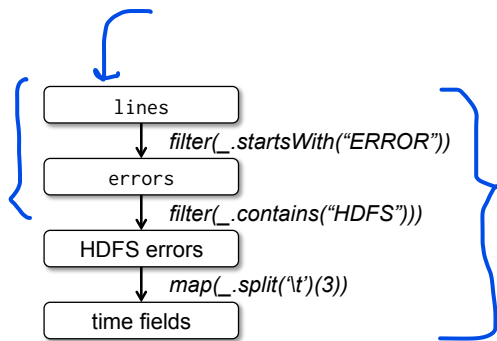 lines
filter(_.startsWith(“ERROR”))
errors
filter(_.contains(“HDFS”)))
HDFS errors
map(_.split(‘\t’)(3))
time fields